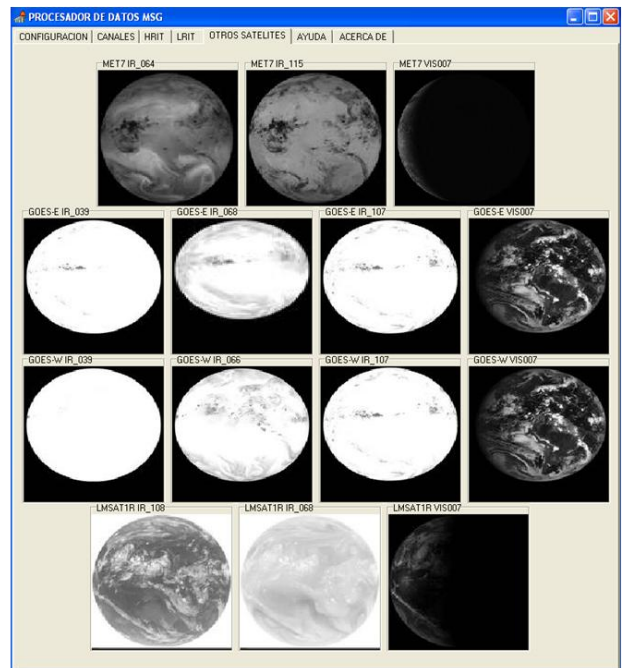 PROCESADOR DE DATOS MSG
CONFIGURACION CANALES HRIT LRIT OTROS SATELITES AYUDA ACERCA DE
MET7 IR_064 MET7 IR_115 MET7 VIS007
GOES-E IR_039 GOES-E IR_068 GOES-E IR_107 GOES-E VIS007
GOES-W IR_039 GOES-W IR_066 GOES-W IR_107 GOES-W VIS007
LMSAT1R IR_108 LMSAT1R IR_068 LMSAT1R VIS007